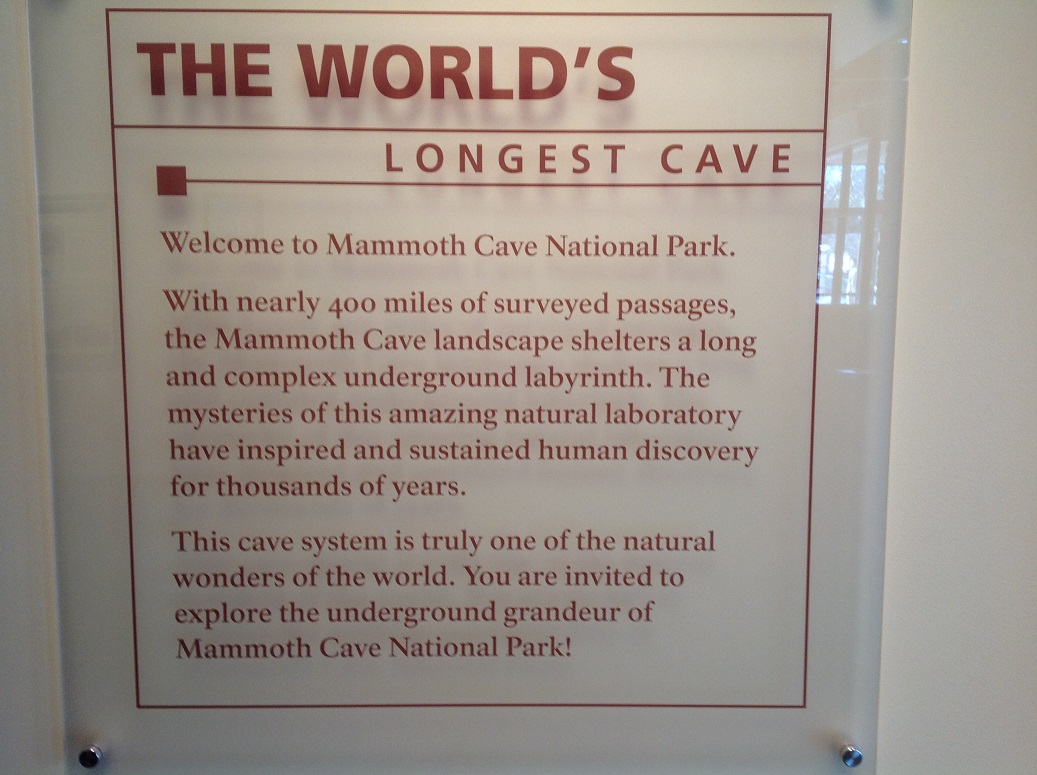 THE WORLD'S
LONGEST CAVE
Welcome to Mammoth Cave National Park.
With nearly 400 miles of surveyed passages,
the Mammoth Cave landscape shelters a long
and complex underground labyrinth. The
mysteries of this amazing natural laboratory
have inspired and sustained human discovery
for thousands of years.
This cave system is truly one of the natural
wonders of the world. You are invited to
explore the underground grandeur of
Mammoth Cave National Park!